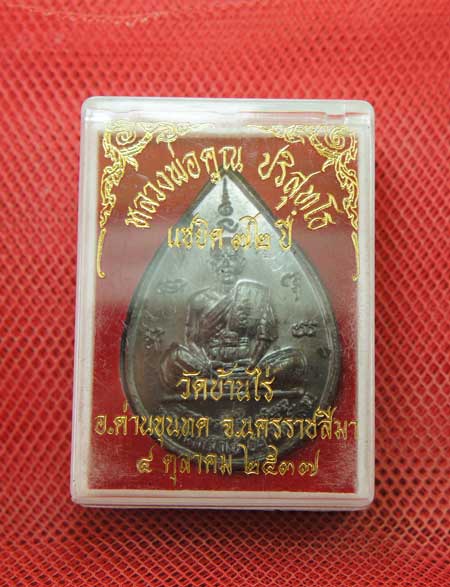 หลวงพ่อคูณ ปริสุทฺโธ
แซยิด ๗๒ ปี
วัดบ้านไร่
อ.ด่านขุนทด จ.นครราชสีมา
๔ ตุลาคม ๒๕๓๗